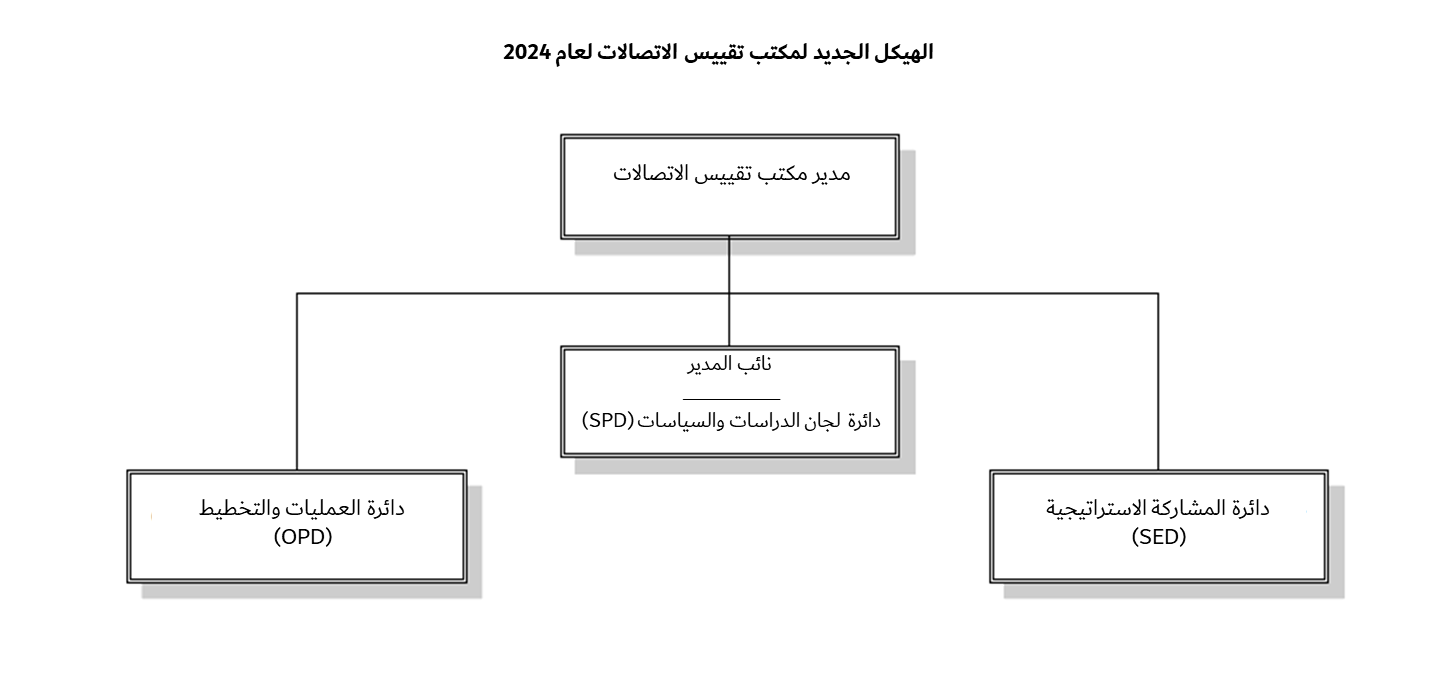 الهيكل الجديد لمكتب تقييس الاتصالات لعام 2024
مدير مكتب تقييس الاتصالات
نائب المدير
دائرة لجان الدراسات والسياسات (SPD)
دائرة المشاركة الاستراتيجية
(SED)
دائرة العمليات والتخطيط
(OPD)